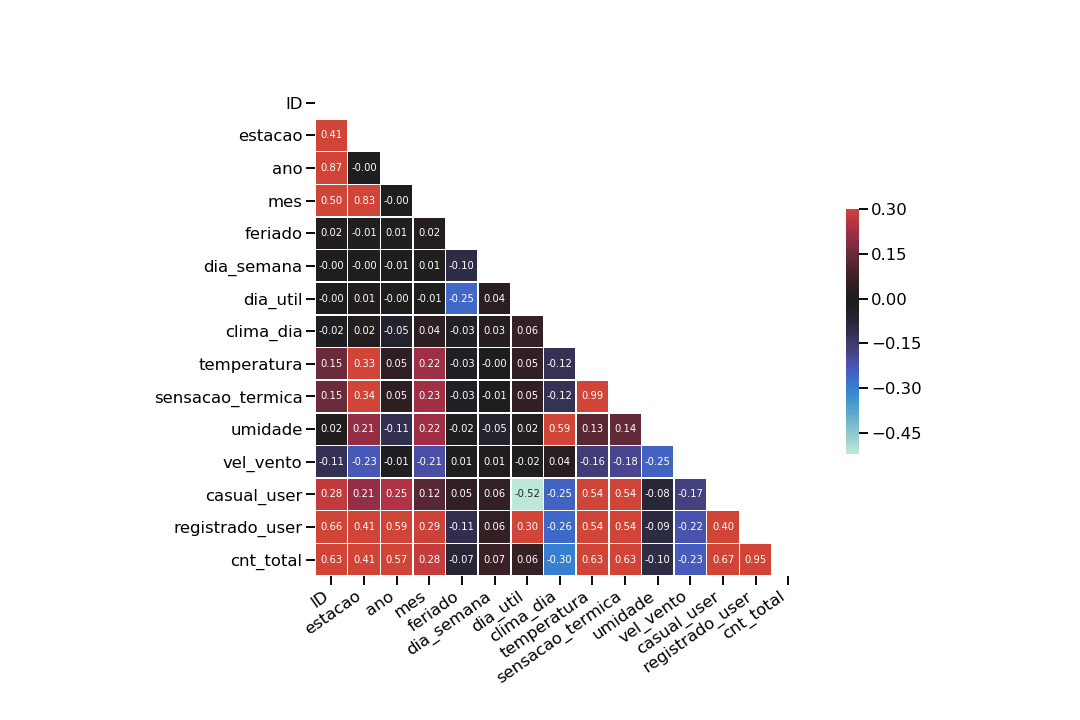 ID
estacao 0.41
ano 0.87 -0.00
mes 0.50 0.83 -0.00
feriado 0.02 -0.01 0.01 0.02
dia_semana -0.00 -0.00 -0.01 0.01 -0.10
dia_util -0.00 0.01 -0.00 -0.01 -0.25 0.04
clima_dia -0.02 0.02 -0.05 0.04 -0.03 0.03 0.06
temperatura 0.15 0.33 0.05 0.22 -0.03 -0.00 0.05 -0.12
sensacao_termica 0.15 0.34 0.05 0.23 -0.03 -0.01 0.05 -0.12 0.99
umidade 0.02 0.21 -0.11 0.22 -0.02 -0.05 0.02 0.59 0.13 0.14
vel_vento -0.11 -0.23 -0.01 -0.21 0.01 0.01 -0.02 0.04 -0.16 -0.18 -0.25
casual_user 0.28 0.21 0.25 0.12 0.05 0.06 -0.52 -0.25 0.54 0.54 -0.08 -0.17
registrado_user 0.66 0.41 0.59 0.29 -0.11 0.06 0.30 -0.26 0.54 0.54 -0.09 -0.22 0.40
cnt_total 0.63 0.41 0.57 0.28 -0.07 0.07 0.06 -0.30 0.63 0.63 -0.10 -0.23 0.67 0.95
ID estacao ano mes feriado dia_semana dia_util clima_dia temperatura sensacao_termica umidade vel_vento casual_user registrado_user cnt_total
0.30
0.15
0.00
−0.15
−0.30
−0.45